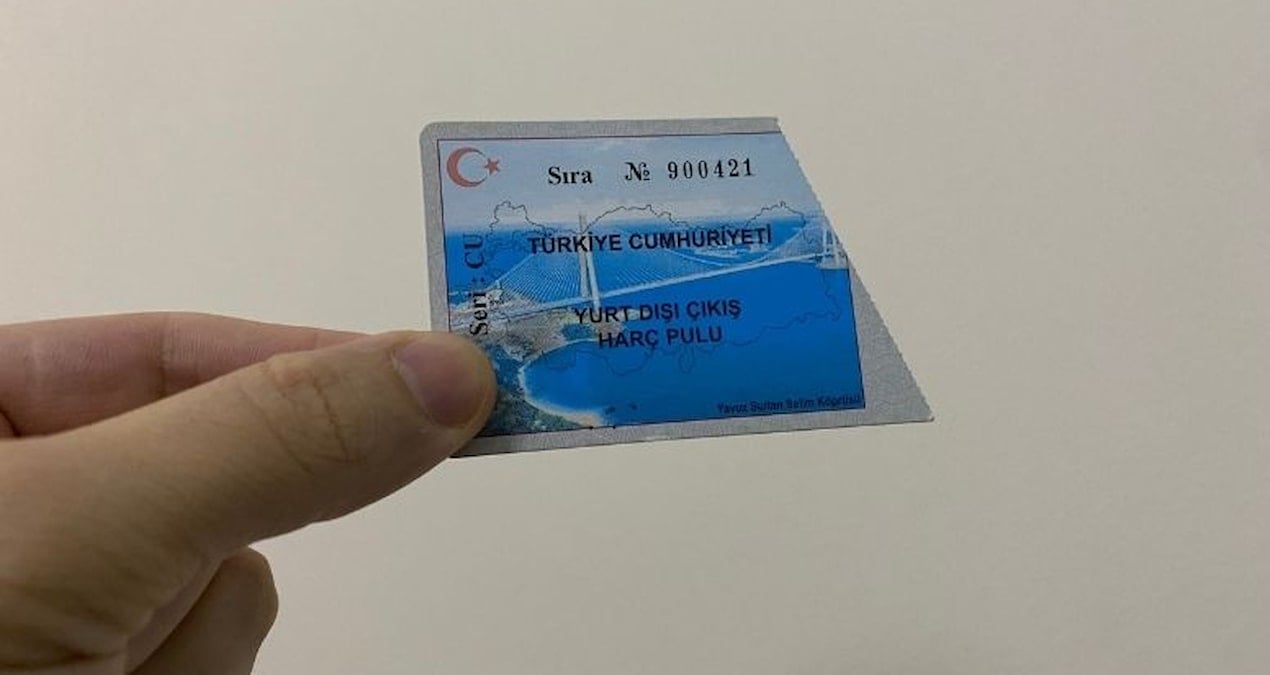 Sıra № 900421
Seri : CU
TÜRKİYE CUMHURİYETİ
YURT DIŞI ÇIKIŞ
HARÇ PULU
Yavuz Sultan Selim Köprüsü